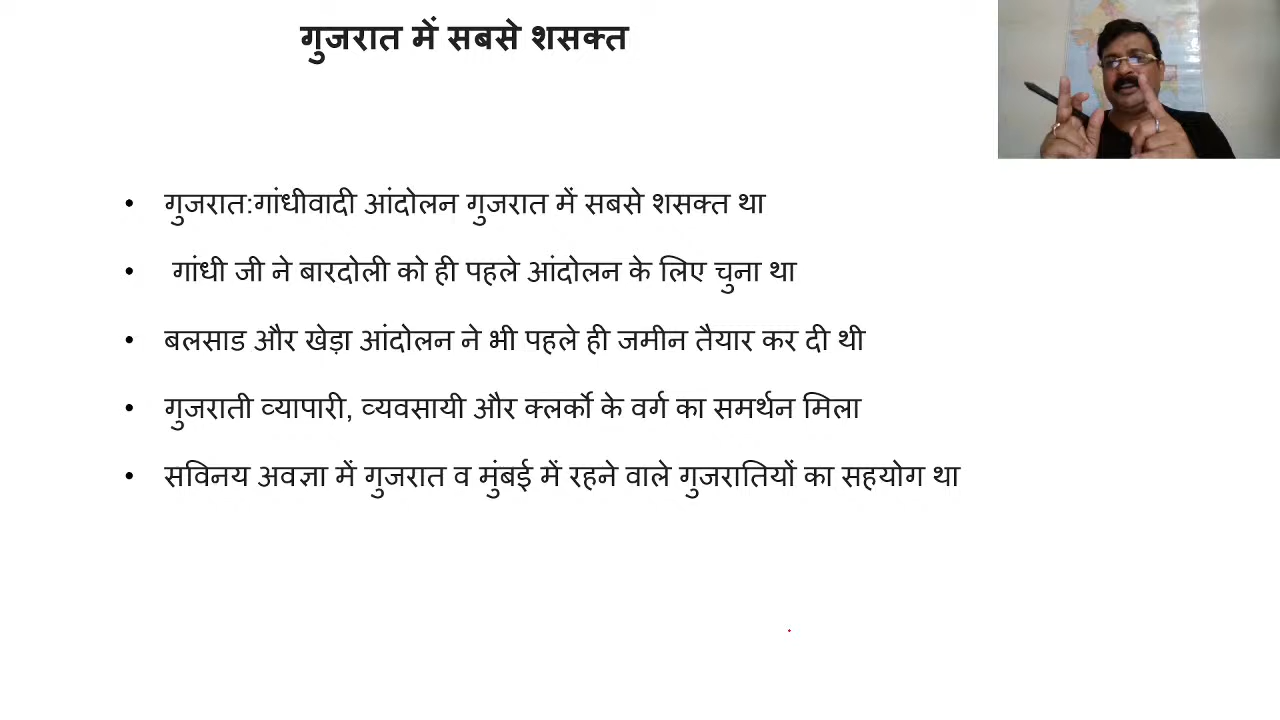 गुजरात में सबसे शसक्त
• गुजरात:गांधीवादी आंदोलन गुजरात में सबसे शसक्त था
• गांधी जी ने बारदोली को ही पहले आंदोलन के लिए चुना था
• बलसाड और खेड़ा आंदोलन ने भी पहले ही जमीन तैयार कर दी थी
• गुजराती व्यापारी, व्यवसायी और क्लर्को के वर्ग का समर्थन मिला
• सविनय अवज्ञा में गुजरात व मुंबई में रहने वाले गुजरातियों का सहयोग था